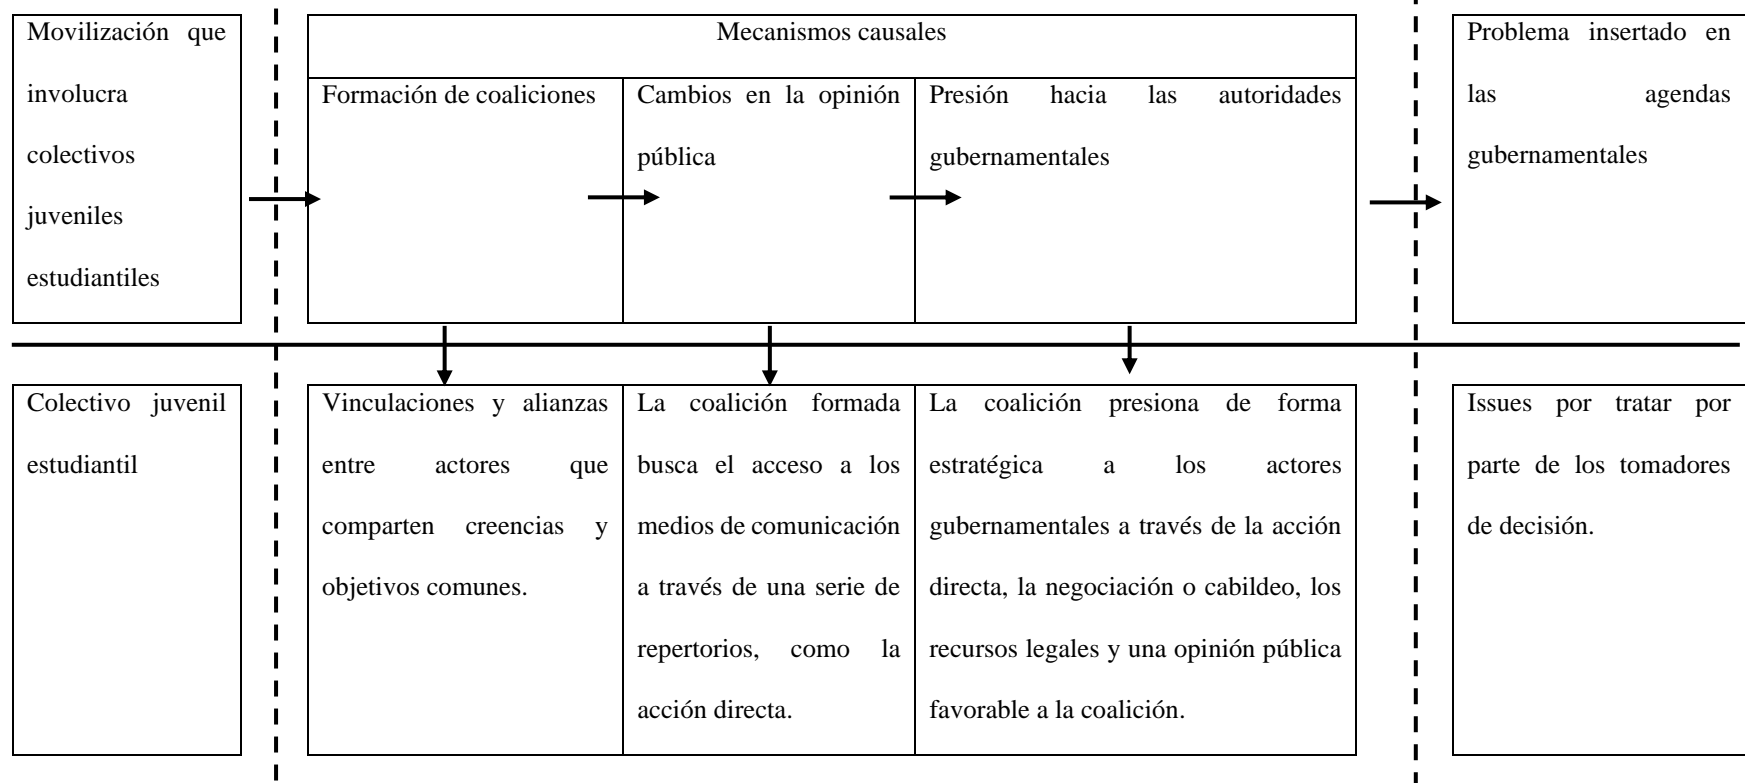 Movilización que
involucra
colectivos
juveniles
estudiantiles
Mecanismos causales
Formación de coaliciones
Cambios en la opinión
pública
Presión hacia las autoridades
gubernamentales
Problema insertado en
las agendas
gubernamentales
Colectivo juvenil
estudiantil
Vinculaciones y alianzas
entre actores que
comparten creencias y
objetivos comunes.
La coalición formada
busca el acceso a los
medios de comunicación
a través de una serie de
repertorios, como la
acción directa.
La coalición presiona de forma
estratégica a los actores
gubernamentales a través de la acción
directa, la negociación o cabildeo, los
recursos legales y una opinión pública
favorable a la coalición.
Issues por tratar por
parte de los tomadores
de decisión.